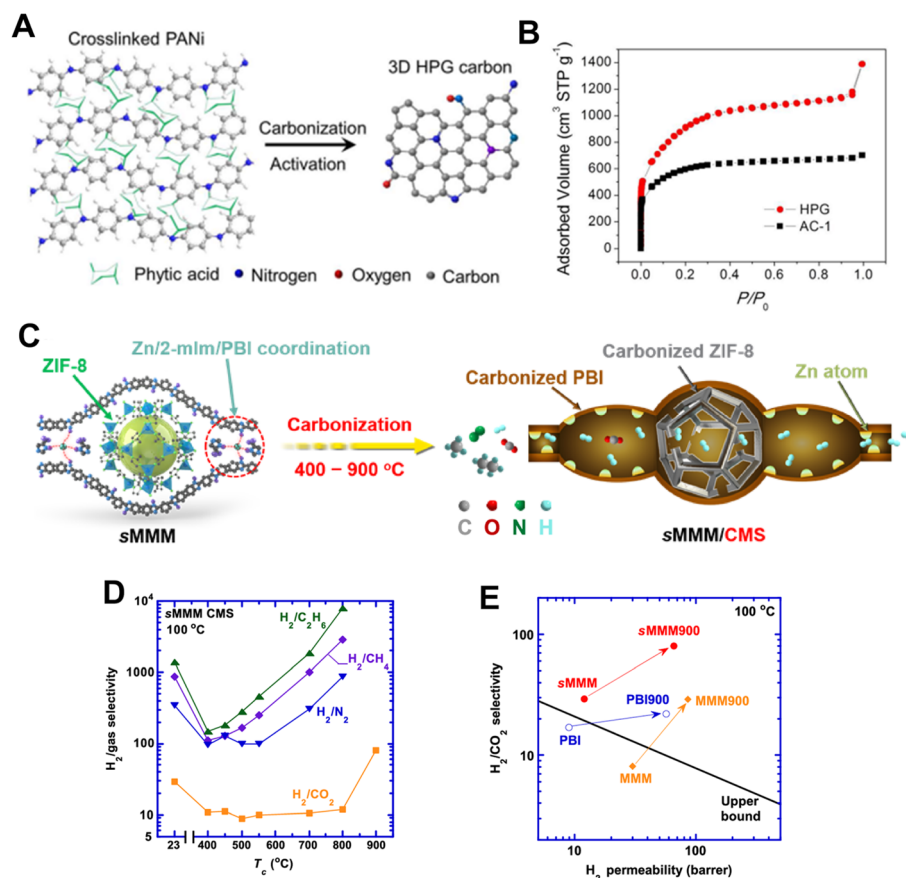 A
Crosslinked PANi
3D HPG carbon
Carbonization
Activation
Phytic acid
Nitrogen
Oxygen
Carbon
B
Adsorbed Volume (cm³ STP g⁻¹)
1400
1200
1000
800
600
400
200
0
HPG
AC-1
0.0 0.2 0.4 0.6 0.8 1.0
P/P₀
C
Zn/2-mIm/PBI coordination
ZIF-8
Carbonized ZIF-8
Carbonized PBI
Zn atom
Carbonization
400 – 900 °C
C O N H
sMMM
sMMM/CMS
D
sMMM CMS
100 °C
H₂/C₂H₆
H₂/CH₄
H₂/N₂
H₂/CO₂
H₂/gas selectivity
10⁴
1000
100
10
5
23 400 500 600 700 800 900
T꜀ (°C)
E
100 °C
H₂/CO₂ selectivity
100
10
sMMM900
sMMM
PBI900
MMM900
PBI
MMM
Upper
bound
10 100
H₂ permeability (barrer)